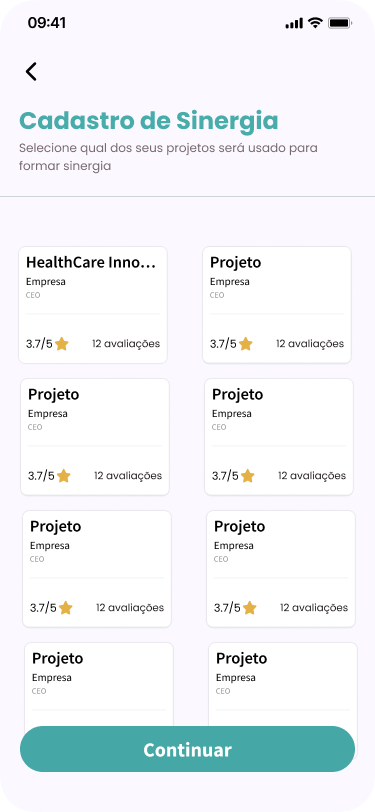 09:41
Cadastro de Sinergia
Selecione qual dos seus projetos será usado para
formar sinergia
HealthCare Inno...
Empresa
CEO
3.7/5
12 avaliações
Projeto
Empresa
CEO
3.7/5
12 avaliações
Projeto
Empresa
CEO
3.7/5
12 avaliações
Projeto
Empresa
CEO
3.7/5
12 avaliações
Projeto
Empresa
CEO
3.7/5
12 avaliações
Projeto
Empresa
CEO
3.7/5
12 avaliações
Projeto
Empresa
CEO
Projeto
Empresa
CEO
Continuar